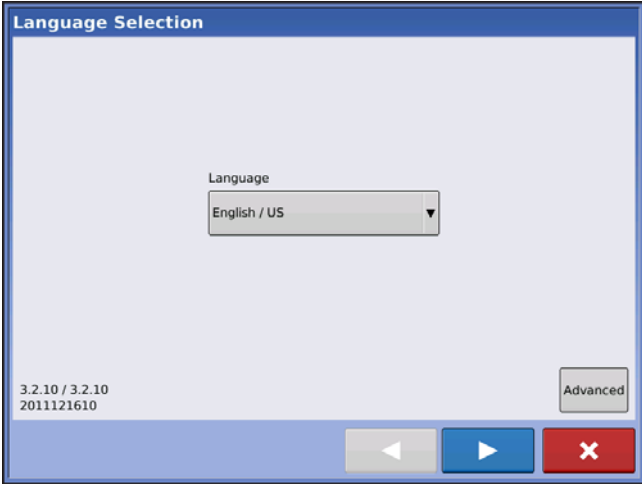 Language Selection
Language
English / US
3.2.10 / 3.2.10
2011121610
Advanced